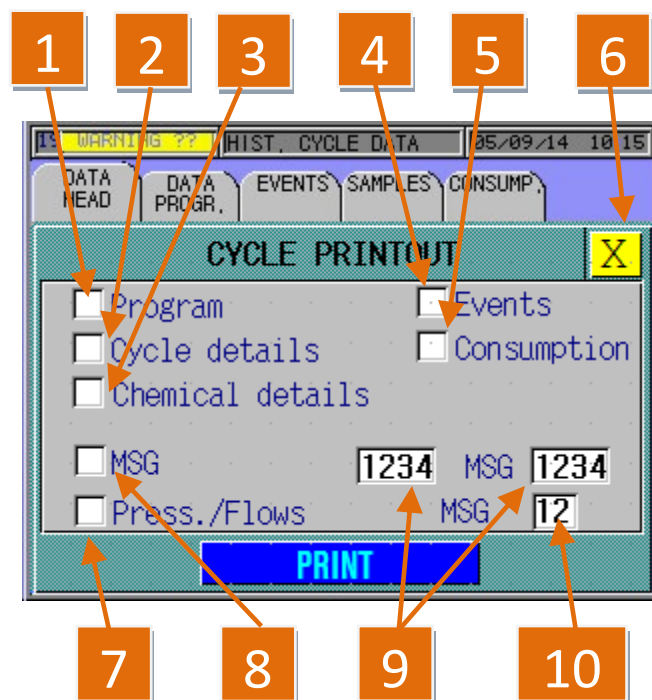 1 2 3 4 5 6
19 WARNING ?? HIST. CYCLE DATA 05/09/14 10:15
DATA HEAD DATA PROGR. EVENTS SAMPLES CONSUMP.
CYCLE PRINTOUT X
Program Events
Cycle details Consumption
Chemical details
MSG 1234 MSG 1234
Press./Flows MSG 12
PRINT
7 8 9 10